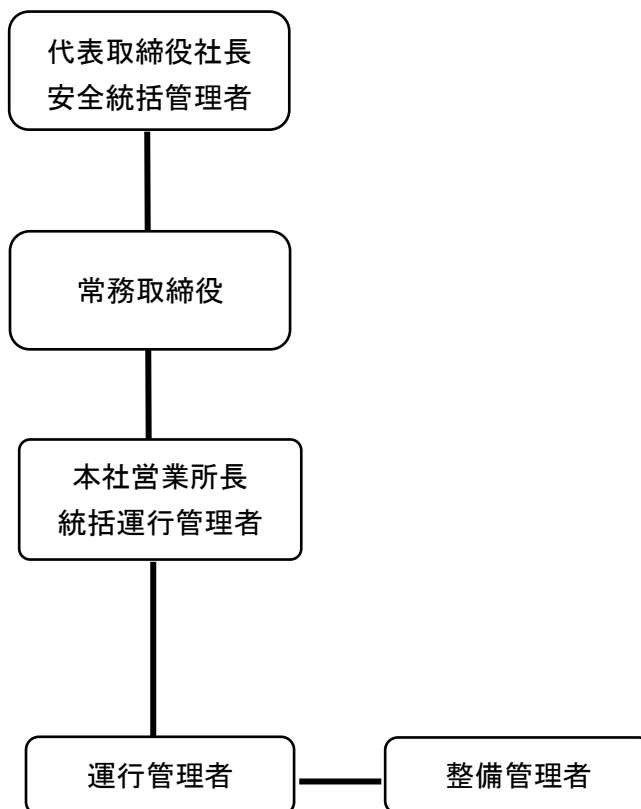 代表取締役社長
安全統括管理者
常務取締役
本社営業所長
統括運行管理者
運行管理者
整備管理者